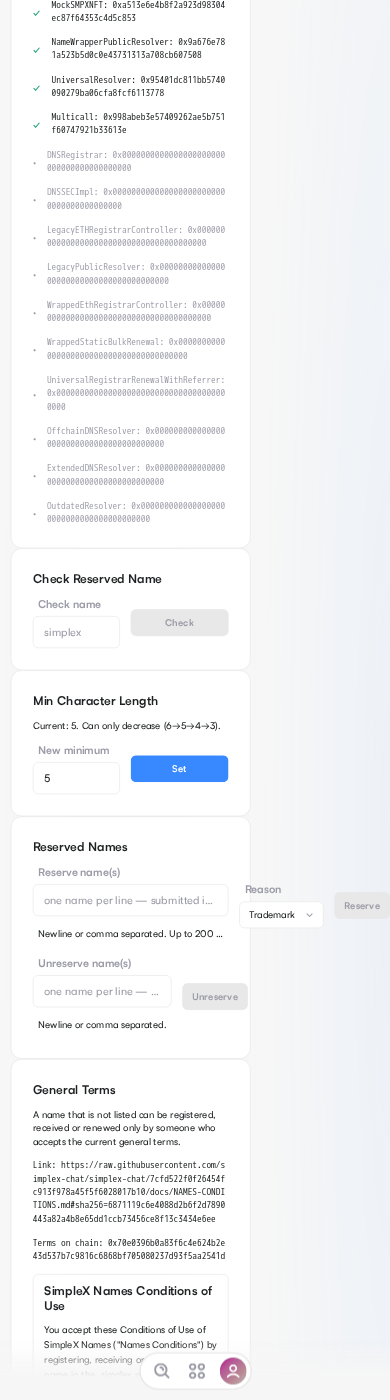 MockSMPXNFT: 0xa513e6e4b8f2a923d98304
ec87f64353c4d5c853
NameWrapperPublicResolver: 0x9a676e78
1a523b5d0c0e43731313a708cb607508
UniversalResolver: 0x95401dc811bb5740
090279ba06cfa8fcf6113778
Multicall: 0x998abeb3e57409262ae5b751
f60747921b33613e
DNSRegistrar: 0x0000000000000000000000
000000000000000000
DNSSECImpl: 0x000000000000000000000000
0000000000000000
LegacyETHRegistrarController: 0x000000
0000000000000000000000000000000000
LegacyPublicResolver: 0x00000000000000
00000000000000000000000000
WrappedEthRegistrarController: 0x00000
00000000000000000000000000000000000
WrappedStaticBulkRenewal: 0x0000000000
000000000000000000000000000000
UniversalRegistrarRenewalWithReferrer:
0x000000000000000000000000000000000000
0000
OffchainDNSResolver: 0x000000000000000
0000000000000000000000000
ExtendedDNSResolver: 0x000000000000000
0000000000000000000000000
OutdatedResolver: 0x000000000000000000
0000000000000000000000
Check Reserved Name
Check name
simplex
Check
Min Character Length
Current: 5. Can only decrease (6→5→4→3).
New minimum
5
Set
Reserved Names
Reserve name(s)
one name per line — submitted i...
Reason
Trademark
Reserve
Newline or comma separated. Up to 200 ...
Unreserve name(s)
one name per line — ...
Unreserve
Newline or comma separated.
General Terms
A name that is not listed can be registered,
received or renewed only by someone who
accepts the current general terms.
Link: https://raw.githubusercontent.com/s
implex-chat/simplex-chat/7cfd522f0f26454f
c913f978a45f5f6028017b10/docs/NAMES-CONDI
TIONS.md#sha256=6871119c6e4088d2b6f2d7890
443a82a4b8e65dd1ccb73456ce8f13c3434e6ee
Terms on chain: 0x70e0396b0a83f6c4e624b2e
43d537b7c9816c6868bf705080237d93f5aa2541d
SimpleX Names Conditions of
Use
You accept these Conditions of Use of
SimpleX Names ("Names Conditions") by
registering, receiving or